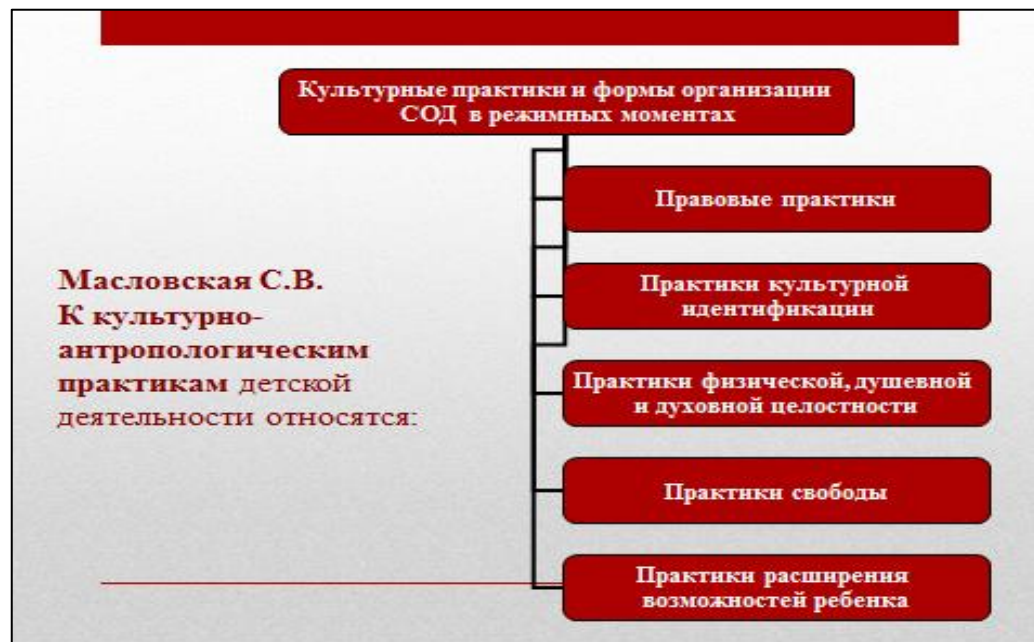 Культурные практики и формы организации
СОД в режимных моментах
Масловская С.В.
К культурно-
антропологическим
практикам детской
деятельности относятся:
Правовые практики
Практики культурной
идентификации
Практики физической, душевной
и духовной целостности
Практики свободы
Практики расширения
возможностей ребенка